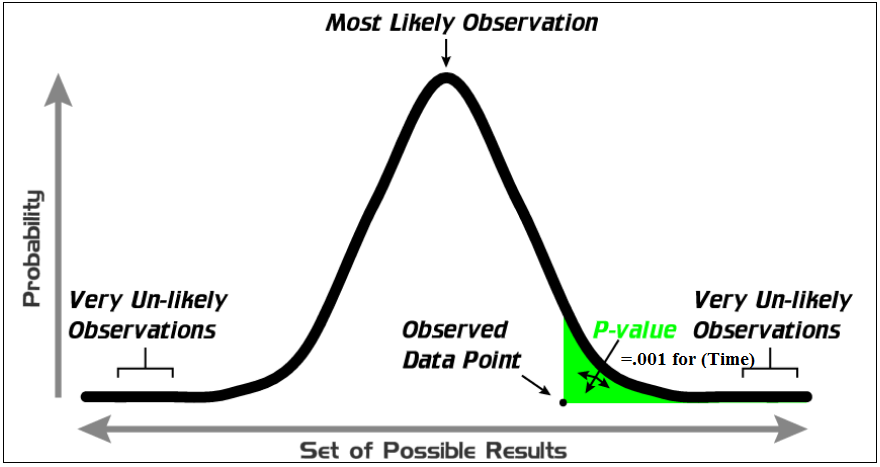 Most Likely Observation
Probability
Very Un-likely
Observations
Observed
Data Point
P-value
=.001 for (Time)
Very Un-likely
Observations
Set of Possible Results